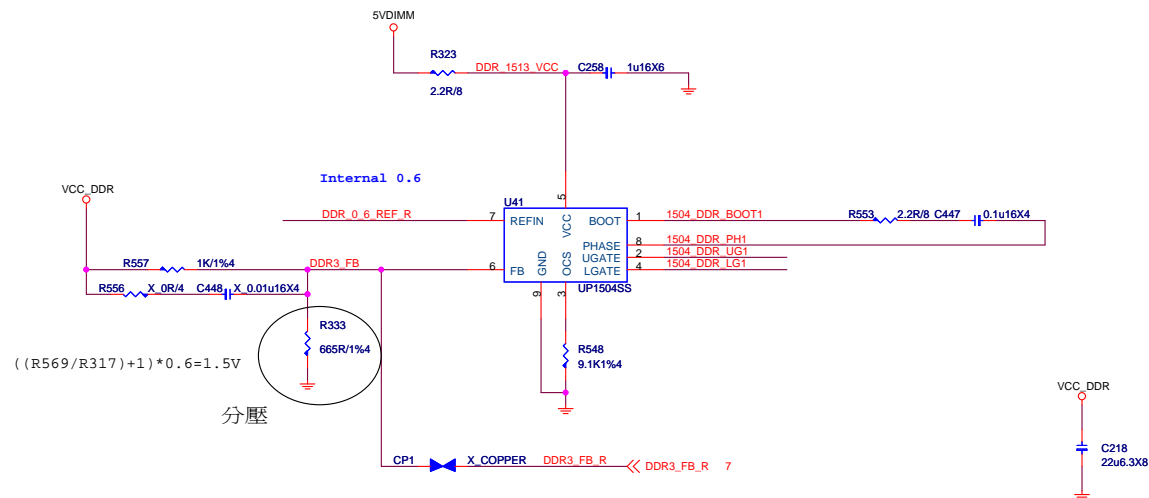 5VDIMM
R323
DDR_1513_VCC
C258
1u16X6
2.2R/8
Internal 0.6
VCC_DDR
U41
5
DDR_0_6_REF_R
7
REFIN
VCC
BOOT
1
1504_DDR_BOOT1
R553
2.2R/8
C447
0.1u16X4
PHASE
8
1504_DDR_PH1
UGATE
2
1504_DDR_UG1
R557
1K/1%4
DDR3_FB
6
FB
GND
OCS
LGATE
4
1504_DDR_LG1
R556
X_0R/4
C448
X_0.01u16X4
9
3
UP1504SS
R333
665R/1%4
R548
9.1K1%4
((R569/R317)+1)*0.6=1.5V
分壓
VCC_DDR
CP1
X_COPPER
DDR3_FB_R
DDR3_FB_R 7
C218
22u6.3X8